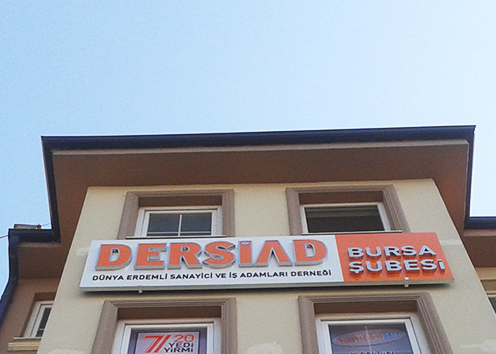 DERSİAD
DÜNYA ERDEMLİ SANAYİCİ VE İŞ ADAMLARI DERNEĞİ
BURSA
ŞUBESİ
7/20
YEDİ
YİRMİ